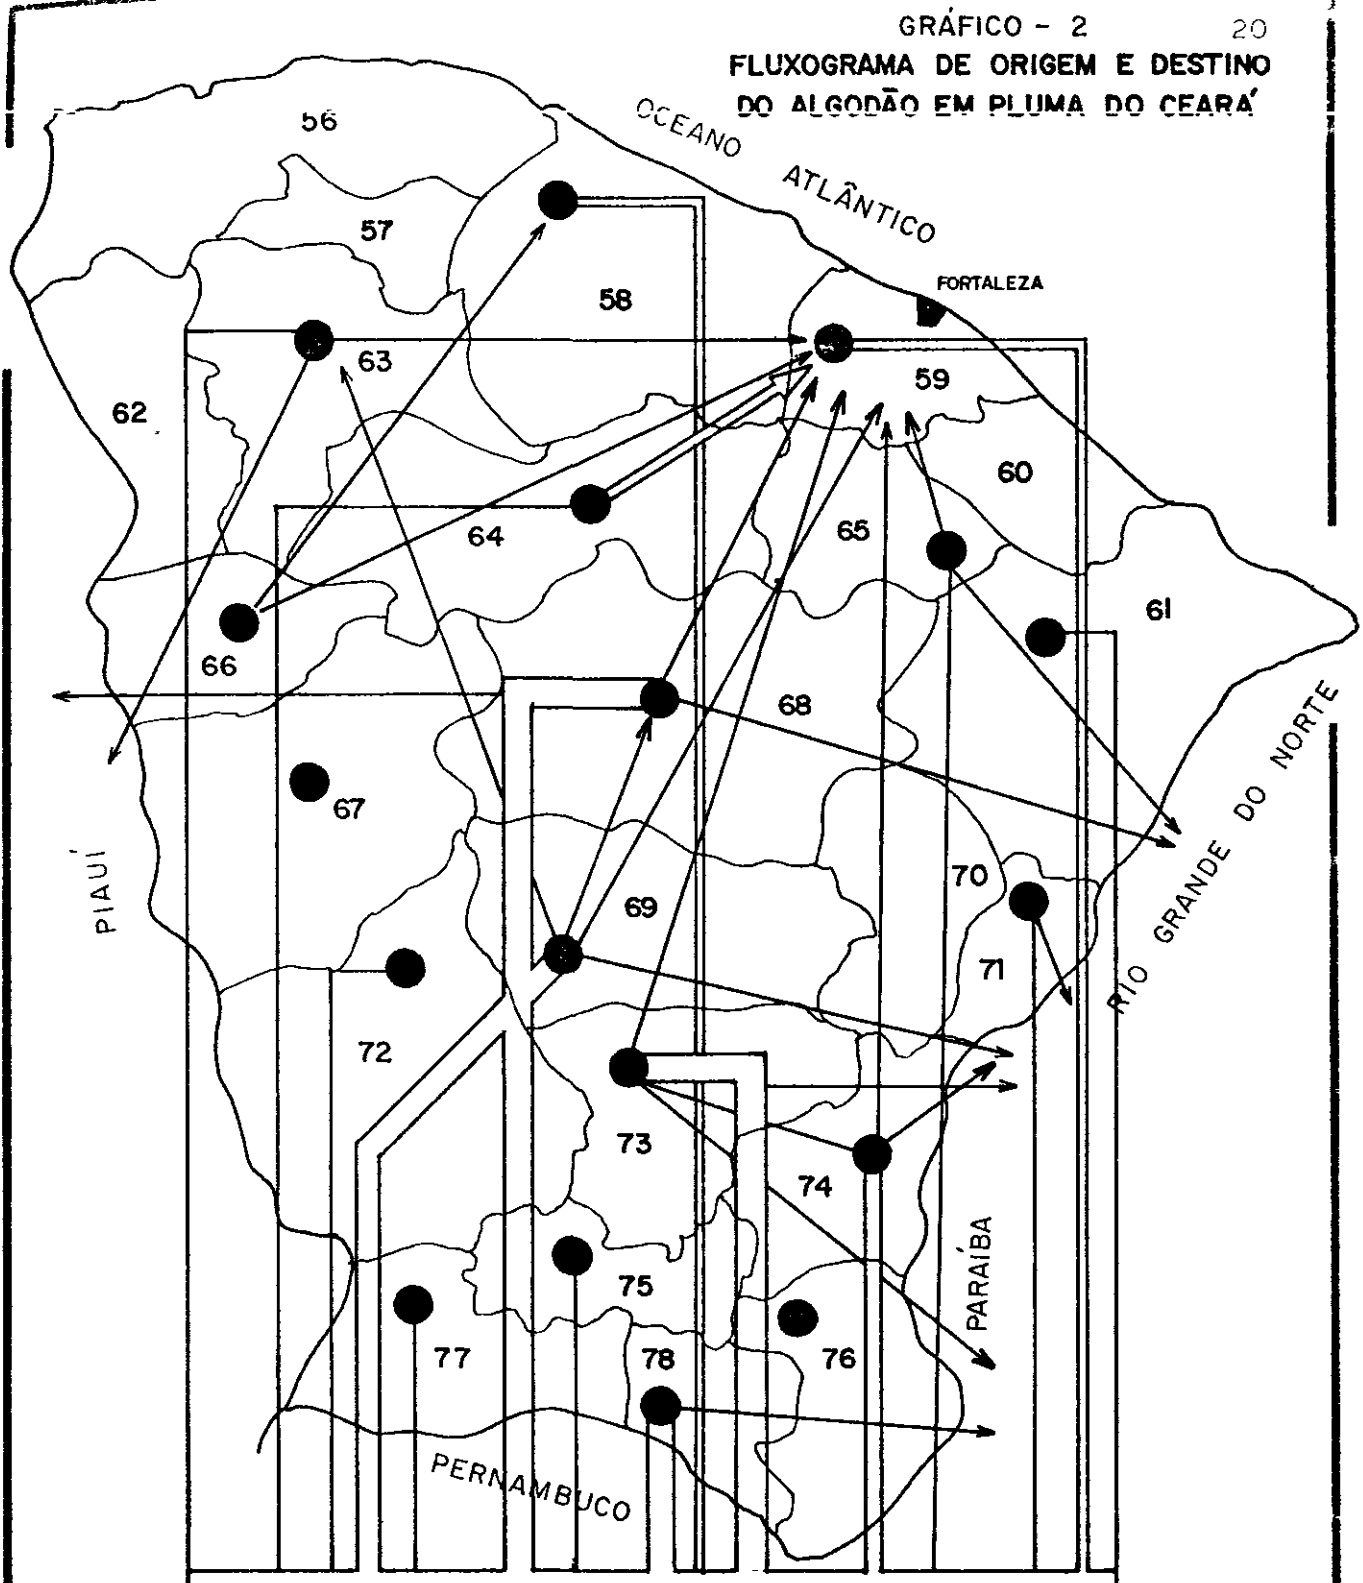 GRÁFICO - 2
20
FLUXOGRAMA DE ORIGEM E DESTINO
DO ALGODÃO EM PLUMA DO CEARÁ
OCEANO ATLÂNTICO
56
57
58
FORTALEZA
63
59
62
60
64
65
61
66
68
67
RIO GRANDE DO NORTE
PIAUÍ
70
69
71
72
73
74
PARAÍBA
75
77
78
76
PERNAMBUCO